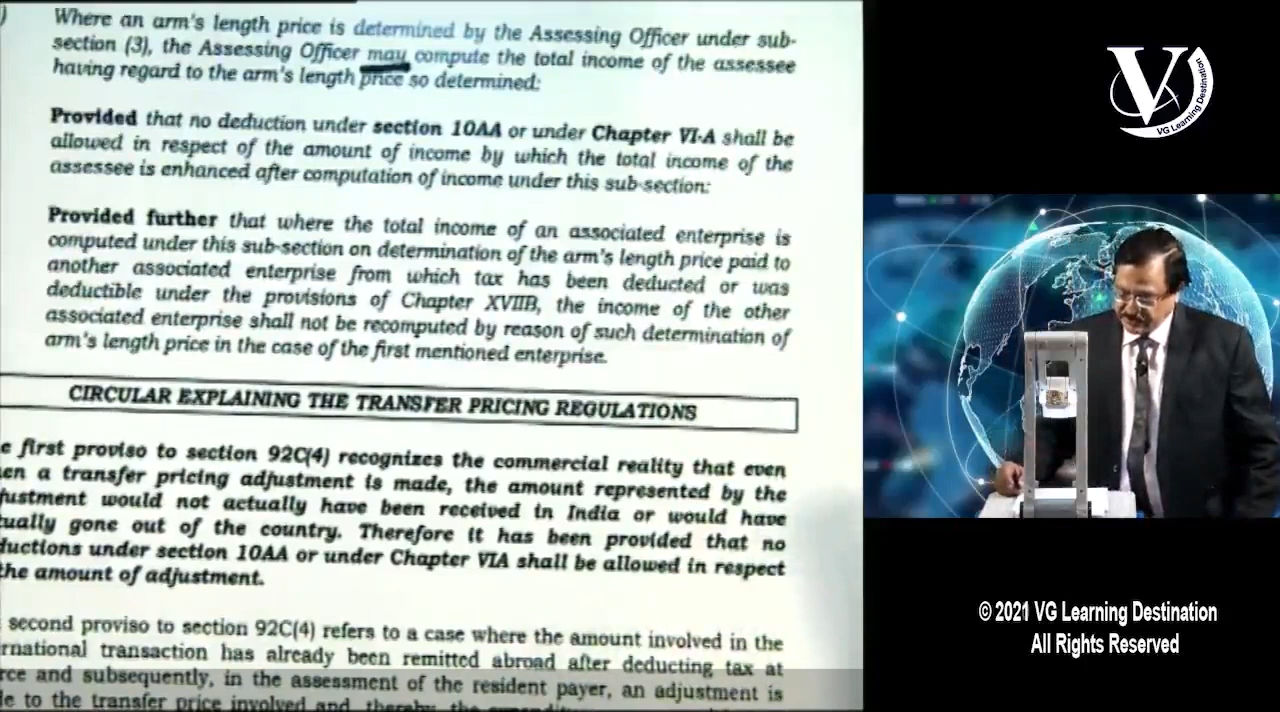 )
Where an arm's length price is determined by the Assessing Officer under sub-
section (3), the Assessing Officer may compute the total income of the assessee
having regard to the arm's length price so determined:
Provided that no deduction under section 10AA or under Chapter VI-A shall be
allowed in respect of the amount of income by which the total income of the
assessee is enhanced after computation of income under this sub-section:
Provided further that where the total income of an associated enterprise is
computed under this sub-section on determination of the arm's length price paid to
another associated enterprise from which tax has been deducted or was
deductible under the provisions of Chapter XVIIB, the income of the other
associated enterprise shall not be recomputed by reason of such determination of
arm's length price in the case of the first mentioned enterprise.
CIRCULAR EXPLAINING THE TRANSFER PRICING REGULATIONS
e first proviso to section 92C(4) recognizes the commercial reality that even
en a transfer pricing adjustment is made, the amount represented by the
justment would not actually have been received in India or would have
tually gone out of the country. Therefore it has been provided that no
ductions under section 10AA or under Chapter VIA shall be allowed in respect
the amount of adjustment.
second proviso to section 92C(4) refers to a case where the amount involved in the
rnational transaction has already been remitted abroad after deducting tax at
rce and subsequently, in the assessment of the resident payer, an adjustment is
le to the transfer price involved and thereby the
V
VG Learning Destination
© 2021 VG Learning Destination
All Rights Reserved